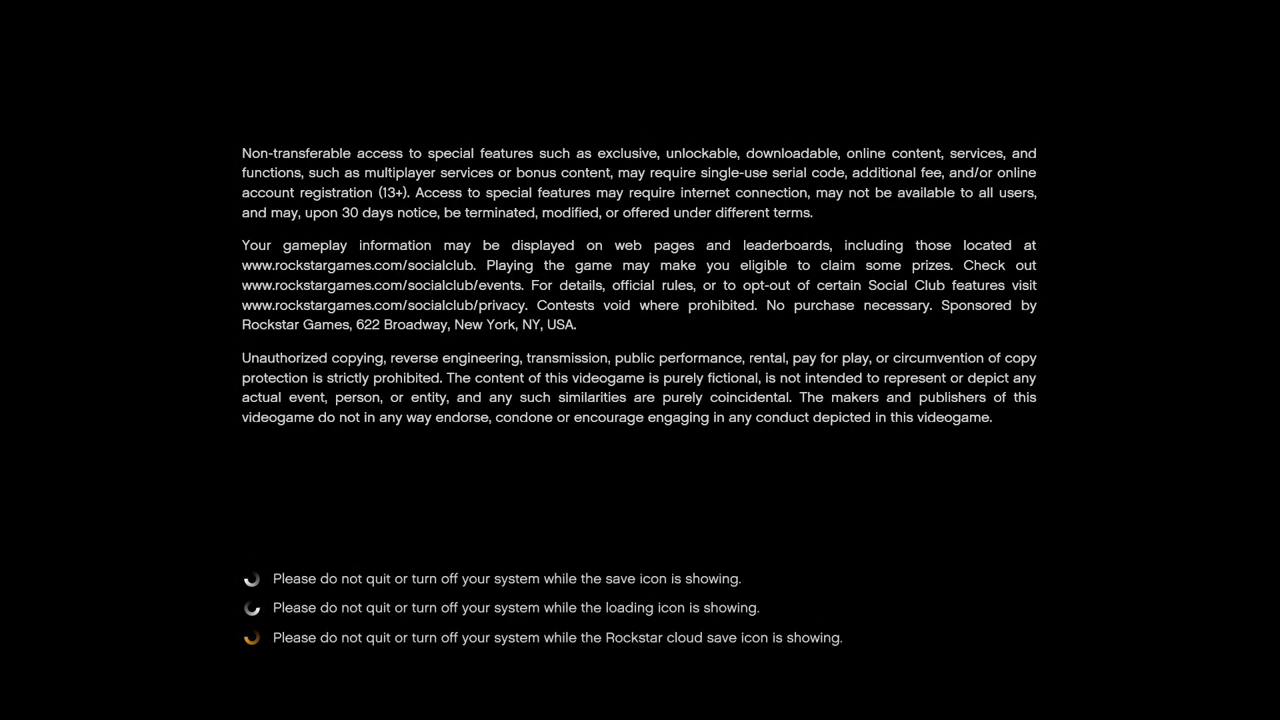 Non-transferable access to special features such as exclusive, unlockable, downloadable, online content, services, and
functions, such as multiplayer services or bonus content, may require single-use serial code, additional fee, and/or online
account registration (13+). Access to special features may require internet connection, may not be available to all users,
and may, upon 30 days notice, be terminated, modified, or offered under different terms.
Your gameplay information may be displayed on web pages and leaderboards, including those located at
www.rockstargames.com/socialclub. Playing the game may make you eligible to claim some prizes. Check out
www.rockstargames.com/socialclub/events. For details, official rules, or to opt-out of certain Social Club features visit
www.rockstargames.com/socialclub/privacy. Contests void where prohibited. No purchase necessary. Sponsored by
Rockstar Games, 622 Broadway, New York, NY, USA.
Unauthorized copying, reverse engineering, transmission, public performance, rental, pay for play, or circumvention of copy
protection is strictly prohibited. The content of this videogame is purely fictional, is not intended to represent or depict any
actual event, person, or entity, and any such similarities are purely coincidental. The makers and publishers of this
videogame do not in any way endorse, condone or encourage engaging in any conduct depicted in this videogame.
Please do not quit or turn off your system while the save icon is showing.
Please do not quit or turn off your system while the loading icon is showing.
Please do not quit or turn off your system while the Rockstar cloud save icon is showing.